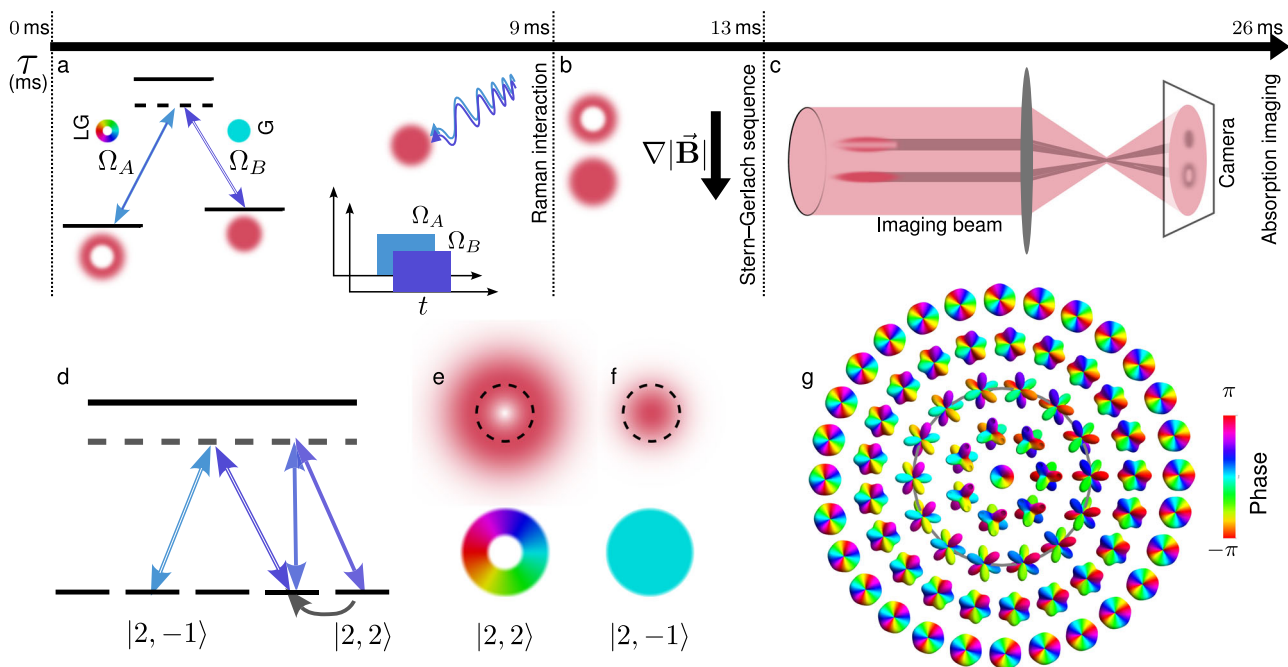 0 ms 9 ms 13 ms 26 ms
τ
(ms)
a
LG
Ω_A
G
Ω_B
Ω_A
Ω_B
t
Raman interaction
b
∇|B⃗|
Stern–Gerlach sequence
c
Imaging beam
Camera
Absorption imaging
d
|2, −1⟩ |2, 2⟩
e
|2, 2⟩
f
|2, −1⟩
g
π
Phase
−π